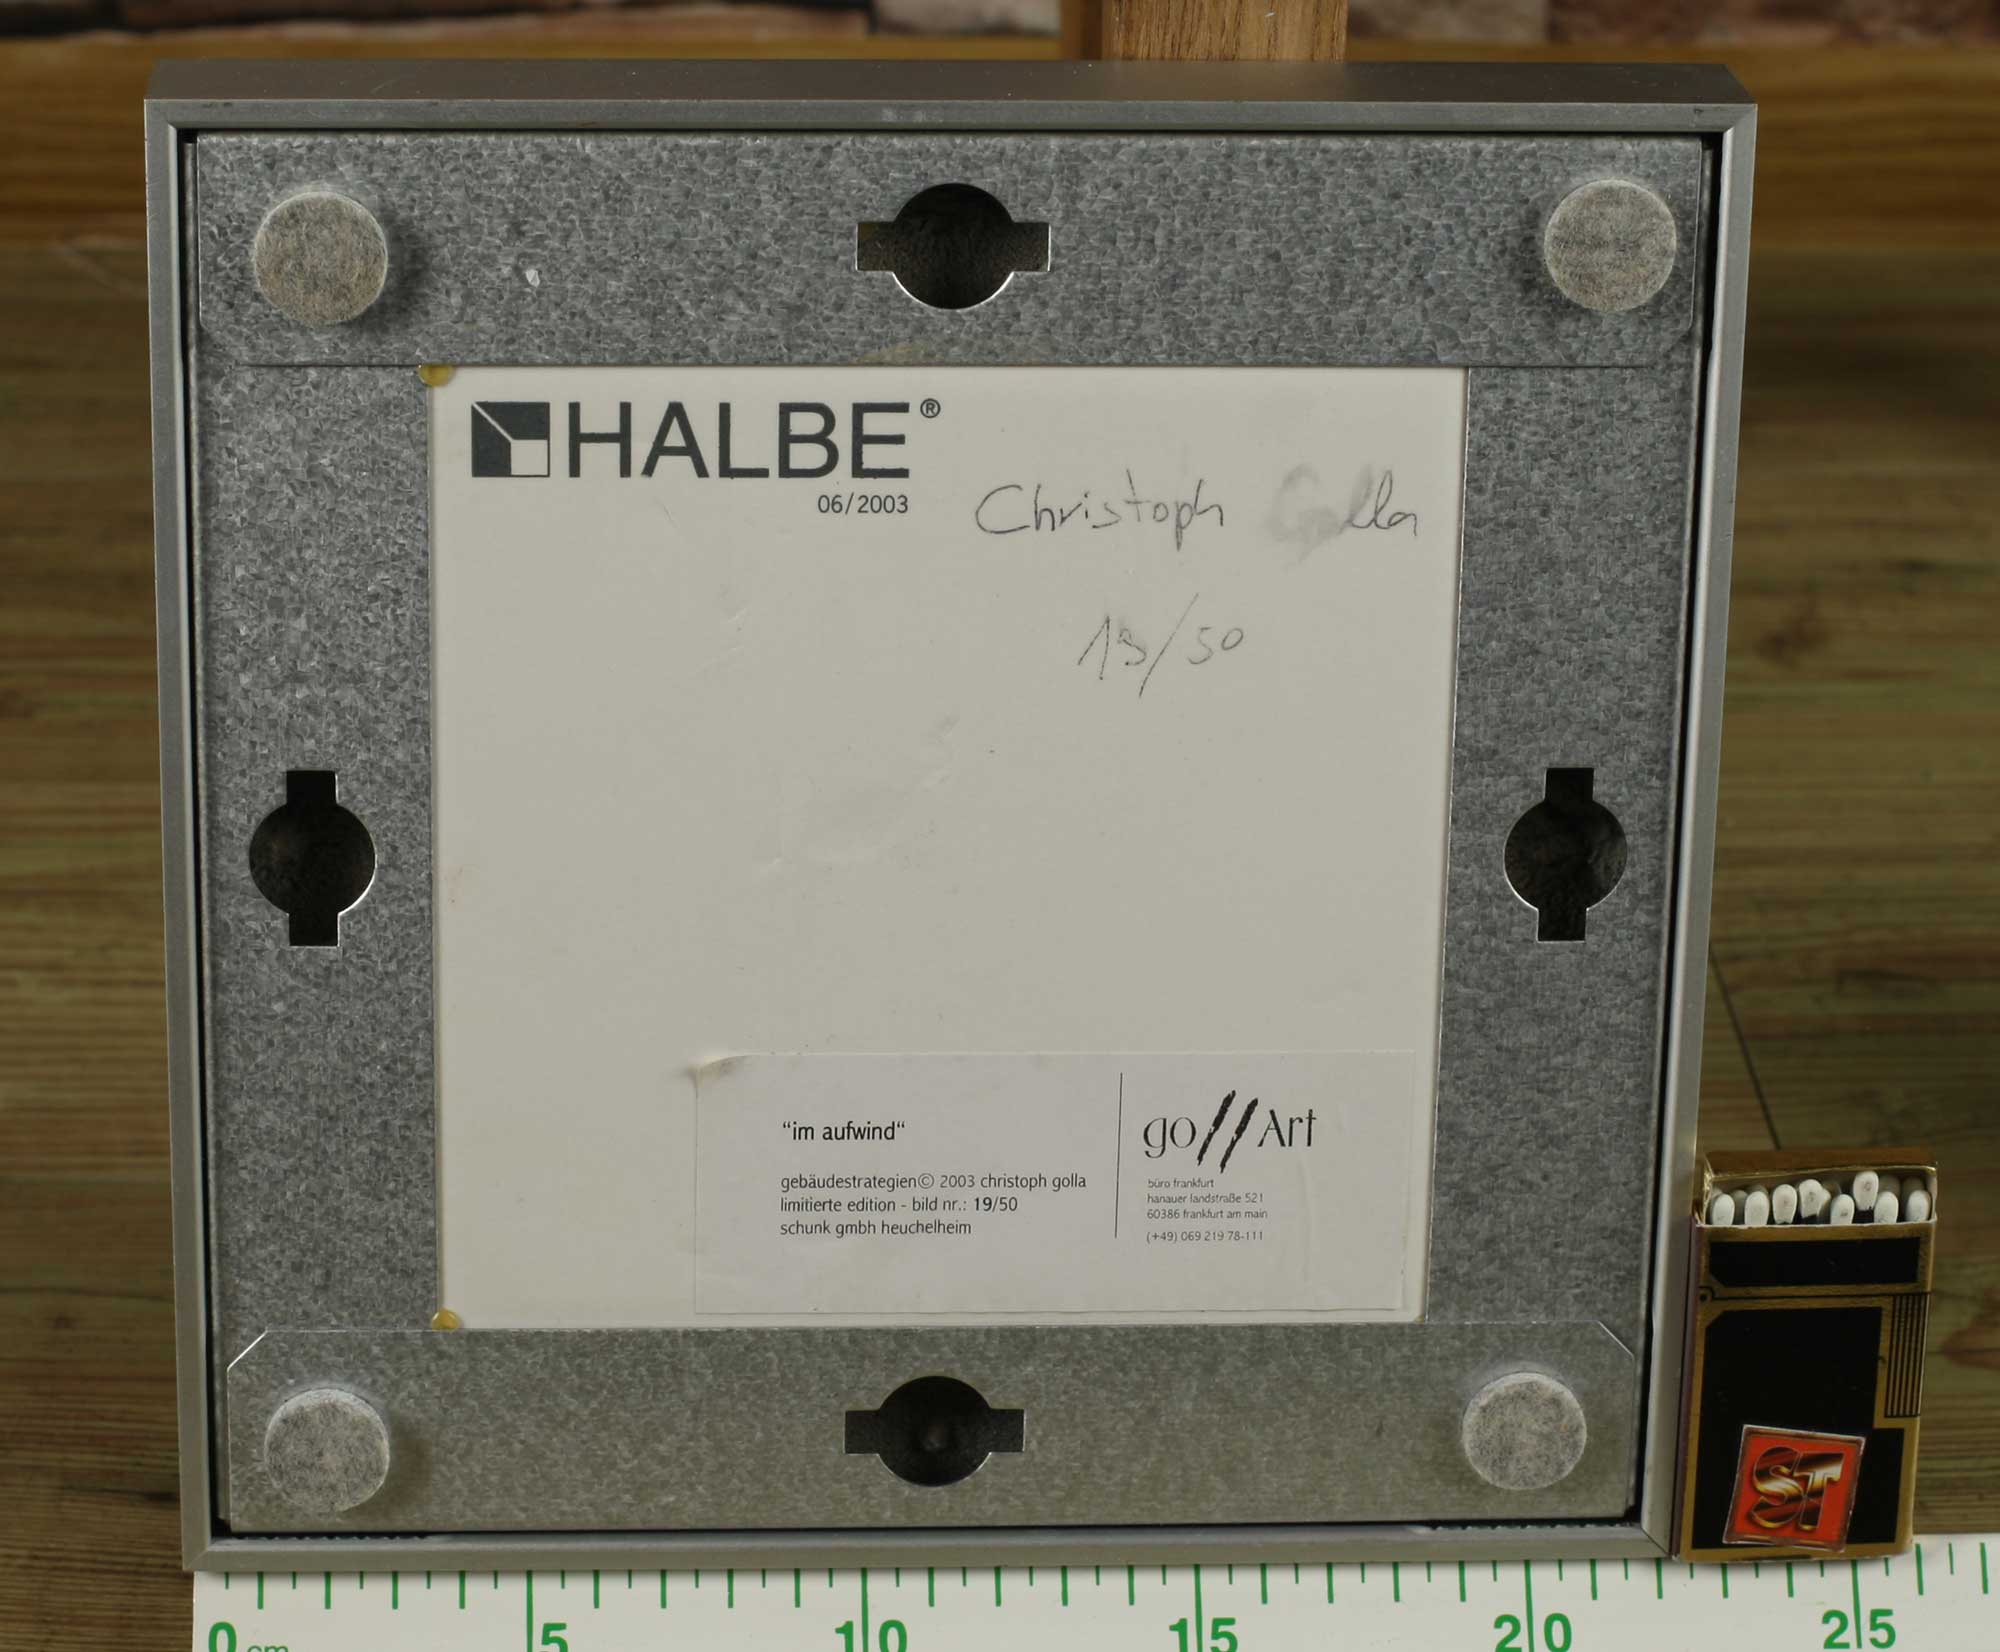 HALBE®
06/2003
Christoph Golla
19/50
"im aufwind"
gebäudestrategien© 2003 christoph golla
limitierte edition - bild nr.: 19/50
schunk gmbh heuchelheim
go//Art
büro frankfurt
hanauer landstraße 521
60386 frankfurt am main
(+49) 069 219 78-111
ST
0 cm 5 10 15 20 25